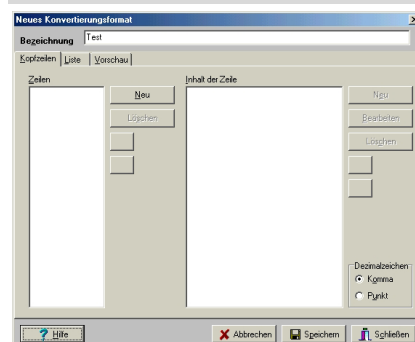 Neues Konvertierungsformat
Bezeichnung Test
Kopfzeilen Liste Vorschau
Zeilen
Inhalt der Zeile
Neu
Löschen
Neu
Bearbeiten
Löschen
Dezimalzeichen
Komma
Punkt
Hilfe
Abbrechen
Speichern
Schließen